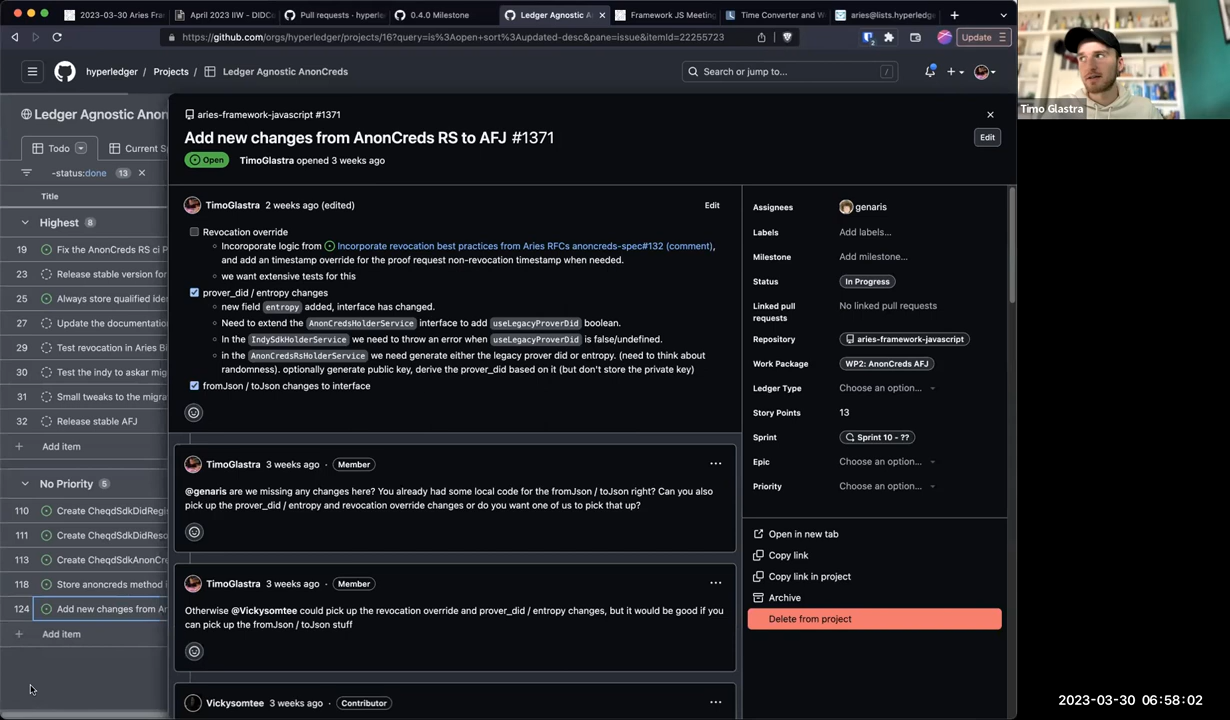 2023-03-30 Aries Fra
April 2023 IIW - DIDC
Pull requests · hyperle
0.4.0 Milestone
Ledger Agnostic An
Framework JS Meeting
Time Converter and W
aries@lists.hyperledge
https://github.com/orgs/hyperledger/projects/16?query=is%3Aopen+sort%3Aupdated-desc&pane=issue&itemId=22255723
2
Update
hyperledger
Projects
Ledger Agnostic AnonCreds
Search or jump to...
/
Timo Glastra
Ledger Agnostic Anon
Todo
Current Sp
-status:done
13
Title
Highest 8
19 Fix the AnonCreds RS ci P
23 Release stable version for
25 Always store qualified ide
27 Update the documentation
29 Test revocation in Aries Bi
30 Test the indy to askar mig
31 Small tweaks to the migra
32 Release stable AFJ
Add item
No Priority 5
110 Create CheqdSdkDidRegi
111 Create CheqdSdkDidReso
113 Create CheqdSdkAnonCre
118 Store anoncreds method i
124 Add new changes from An
Add item
aries-framework-javascript #1371
Add new changes from AnonCreds RS to AFJ #1371
Edit
Open
TimoGlastra opened 3 weeks ago
TimoGlastra 2 weeks ago (edited)
Edit
Revocation override
Incoroporate logic from Incorporate revocation best practices from Aries RFCs anoncreds-spec#132 (comment),
and add an timestamp override for the proof request non-revocation timestamp when needed.
we want extensive tests for this
prover_did / entropy changes
new field entropy added, interface has changed.
Need to extend the AnonCredsHolderService interface to add useLegacyProverDid boolean.
In the IndySdkHolderService we need to throw an error when useLegacyProverDid is false/undefined.
in the AnonCredsRsHolderService we need generate either the legacy prover did or entropy. (need to think about
randomness). optionally generate public key, derive the prover_did based on it (but don't store the private key)
fromJson / toJson changes to interface
TimoGlastra 3 weeks ago · Member
@genaris are we missing any changes here? You already had some local code for the fromJson / toJson right? Can you also
pick up the prover_did / entropy and revocation override changes or do you want one of us to pick that up?
TimoGlastra 3 weeks ago · Member
Otherwise @Vickysomtee could pick up the revocation override and prover_did / entropy changes, but it would be good if you
can pick up the fromJson / toJson stuff
Vickysomtee 3 weeks ago · Contributor
Assignees
genaris
Labels
Add labels...
Milestone
Add milestone...
Status
In Progress
Linked pull
requests
No linked pull requests
Repository
aries-framework-javascript
Work Package
WP2: AnonCreds AFJ
Ledger Type
Choose an option...
Story Points
13
Sprint
Sprint 10 - ??
Epic
Choose an option...
Priority
Choose an option...
Open in new tab
Copy link
Copy link in project
Archive
Delete from project
2023-03-30 06:58:02